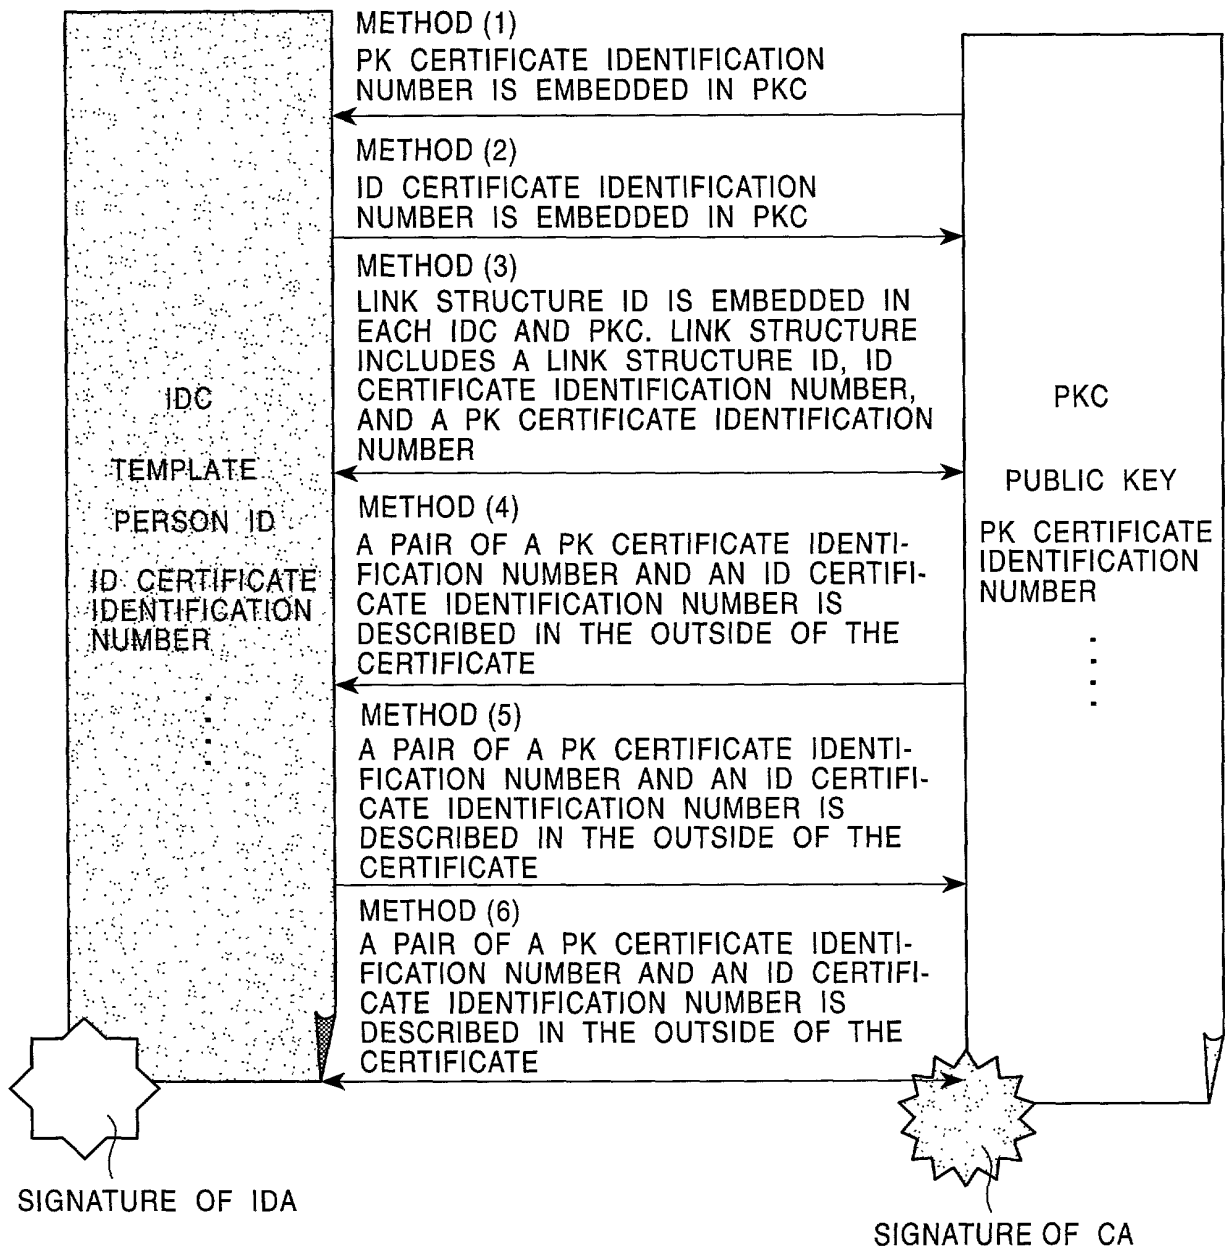 METHOD (1)
PK CERTIFICATE IDENTIFICATION
NUMBER IS EMBEDDED IN PKC
METHOD (2)
ID CERTIFICATE IDENTIFICATION
NUMBER IS EMBEDDED IN PKC
METHOD (3)
LINK STRUCTURE ID IS EMBEDDED IN
EACH IDC AND PKC. LINK STRUCTURE
INCLUDES A LINK STRUCTURE ID, ID
CERTIFICATE IDENTIFICATION NUMBER,
AND A PK CERTIFICATE IDENTIFICATION
NUMBER
METHOD (4)
A PAIR OF A PK CERTIFICATE IDENTI-
FICATION NUMBER AND AN ID CERTIFI-
CATE IDENTIFICATION NUMBER IS
DESCRIBED IN THE OUTSIDE OF THE
CERTIFICATE
METHOD (5)
A PAIR OF A PK CERTIFICATE IDENTI-
FICATION NUMBER AND AN ID CERTIFI-
CATE IDENTIFICATION NUMBER IS
DESCRIBED IN THE OUTSIDE OF THE
CERTIFICATE
METHOD (6)
A PAIR OF A PK CERTIFICATE IDENTI-
FICATION NUMBER AND AN ID CERTIFI-
CATE IDENTIFICATION NUMBER IS
DESCRIBED IN THE OUTSIDE OF THE
CERTIFICATE
IDC
TEMPLATE
PERSON ID
ID CERTIFICATE
IDENTIFICATION
NUMBER
PKC
PUBLIC KEY
PK CERTIFICATE
IDENTIFICATION
NUMBER
SIGNATURE OF IDA
SIGNATURE OF CA